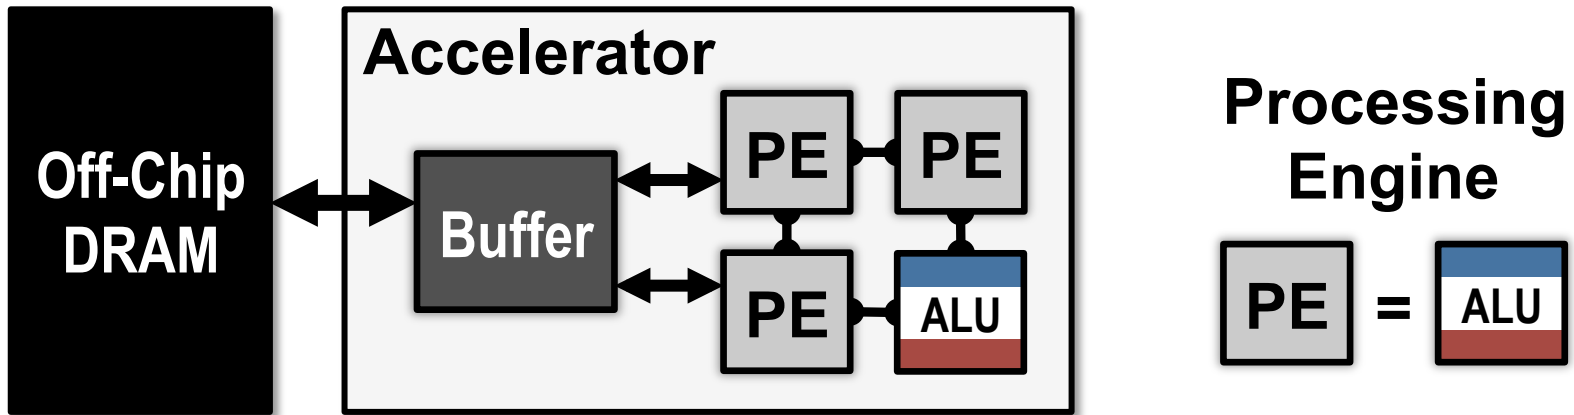 Accelerator
Off-Chip
DRAM
Buffer
PE
PE
PE
ALU
Processing
Engine
PE = ALU